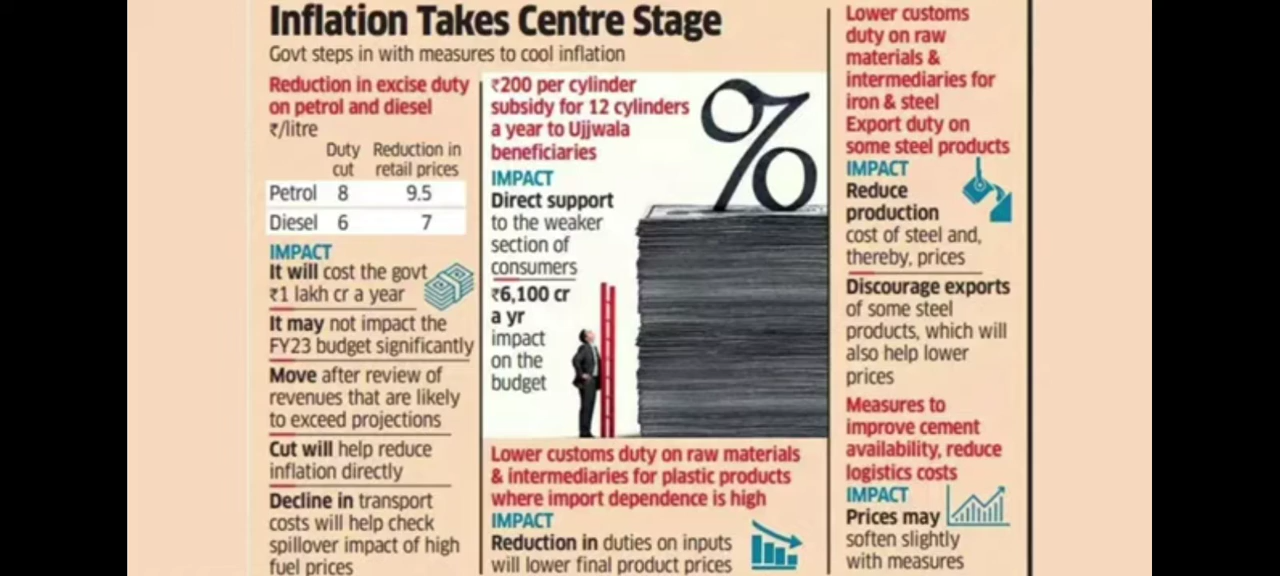 Inflation Takes Centre Stage
Govt steps in with measures to cool inflation
Reduction in excise duty
on petrol and diesel
₹/litre
Duty cut Reduction in retail prices
Petrol 8 9.5
Diesel 6 7
IMPACT
It will cost the govt
₹1 lakh cr a year
It may not impact the
FY23 budget significantly
Move after review of
revenues that are likely
to exceed projections
Cut will help reduce
inflation directly
Decline in transport
costs will help check
spillover impact of high
fuel prices
₹200 per cylinder
subsidy for 12 cylinders
a year to Ujjwala
beneficiaries
IMPACT
Direct support
to the weaker
section of
consumers
₹6,100 cr
a yr
impact
on the
budget
%
Lower customs duty on raw materials
& intermediaries for plastic products
where import dependence is high
IMPACT
Reduction in duties on inputs
will lower final product prices
Lower customs
duty on raw
materials &
intermediaries for
iron & steel
Export duty on
some steel products
IMPACT
Reduce
production
cost of steel and,
thereby, prices
Discourage exports
of some steel
products, which will
also help lower
prices
Measures to
improve cement
availability, reduce
logistics costs
IMPACT
Prices may
soften slightly
with measures